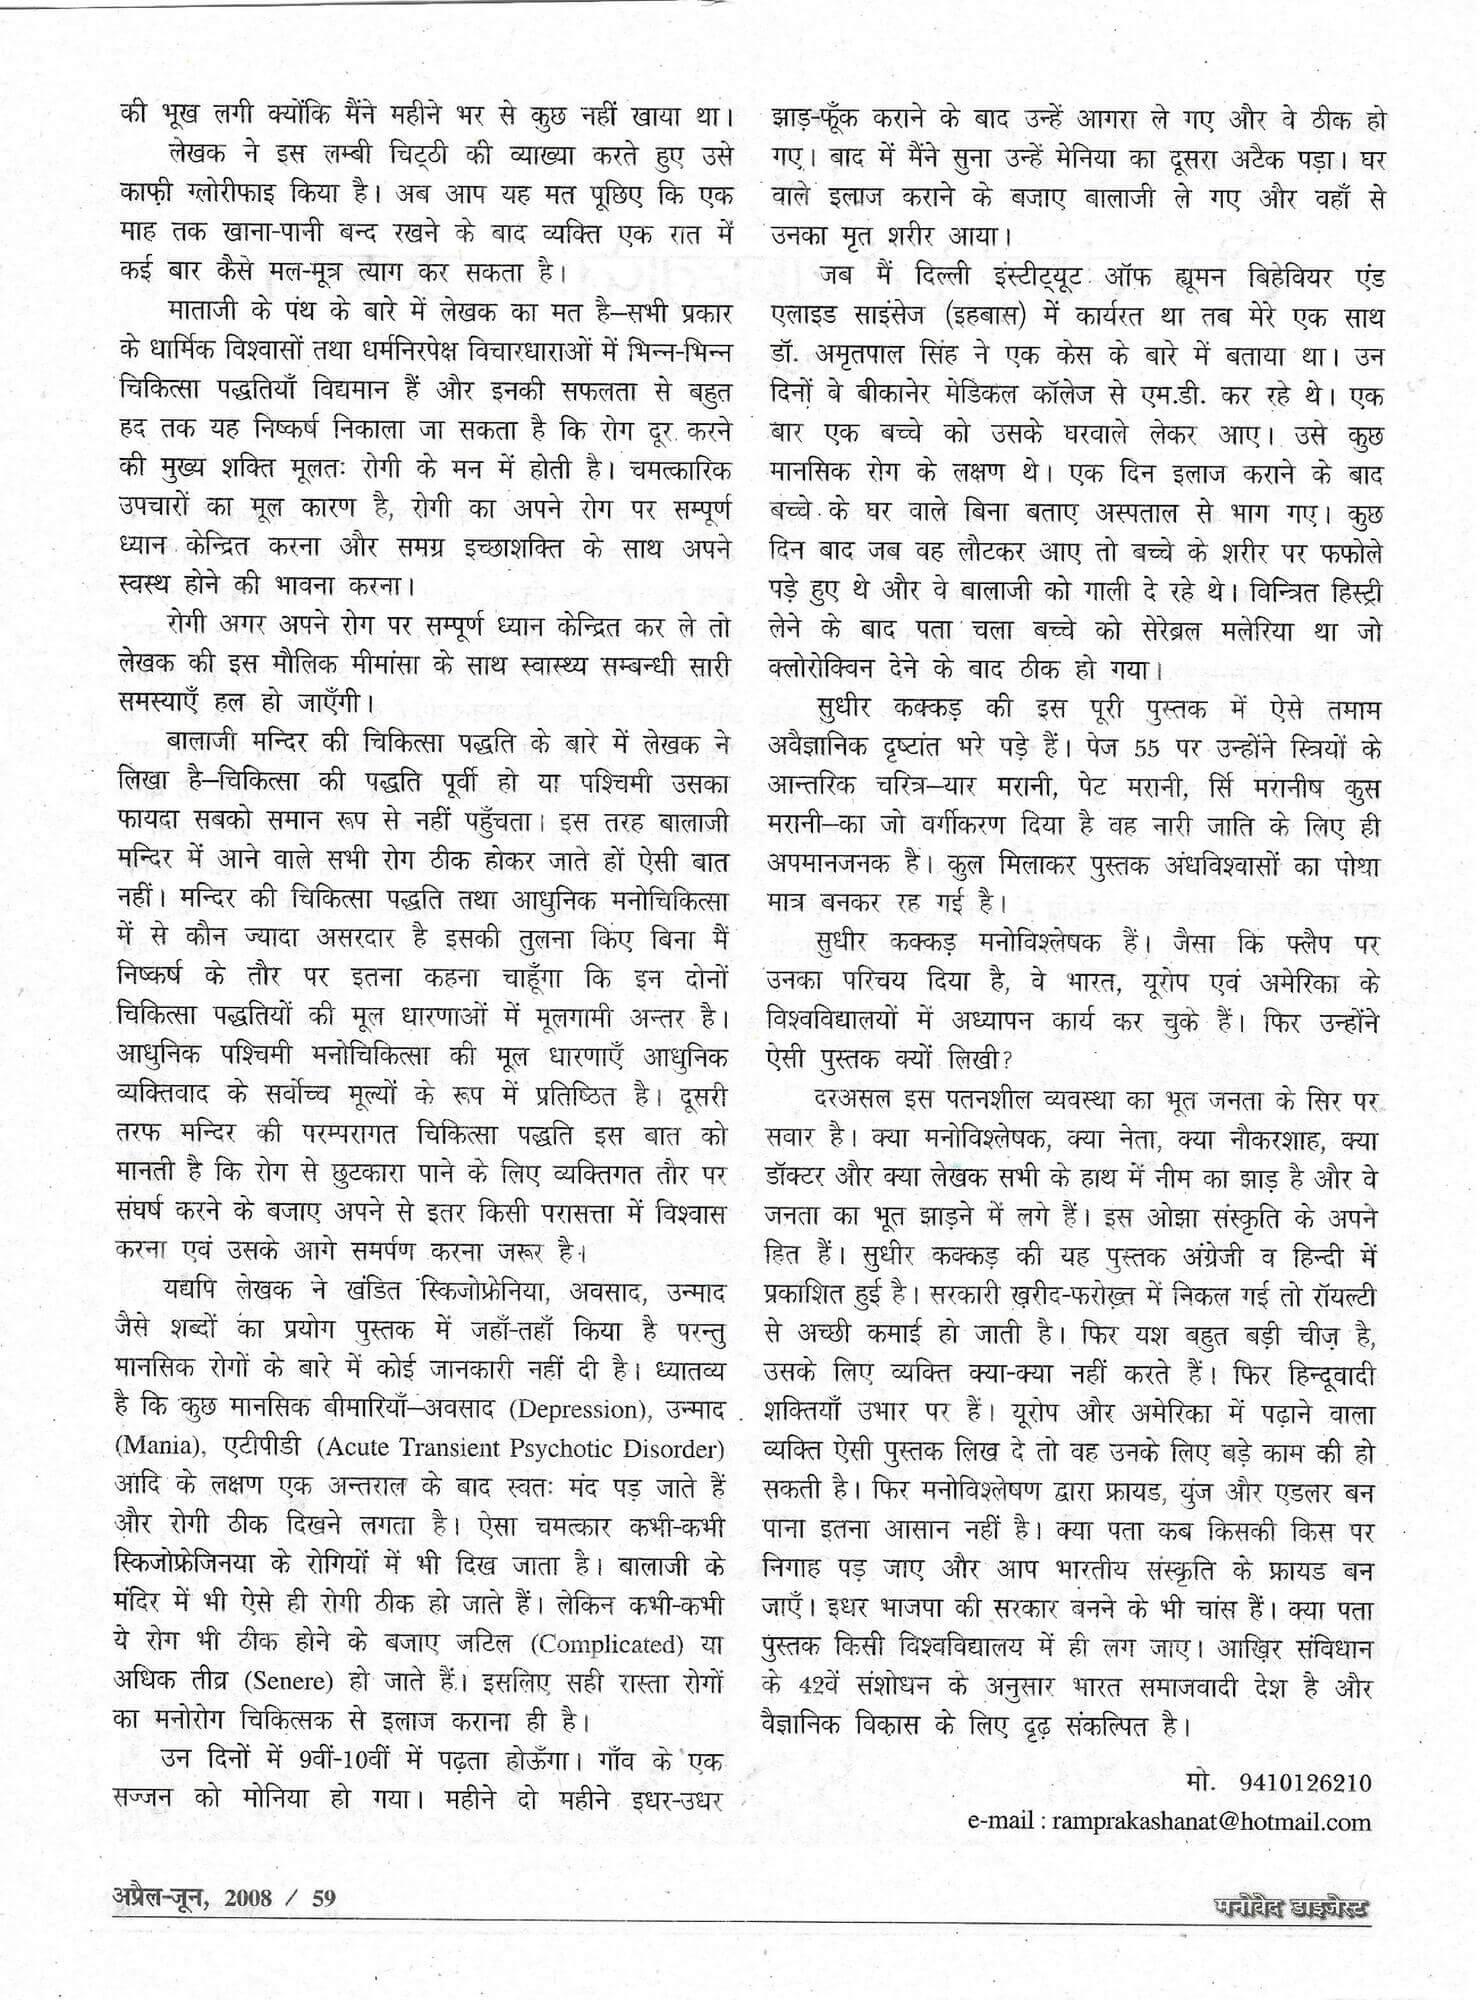 की भूख लगी क्योंकि मैंने महीने भर से कुछ नहीं खाया था।
लेखक ने इस लम्बी चिट्ठी की व्याख्या करते हुए उसे
काफ़ी ग्लोरीफाइ किया है। अब आप यह मत पूछिए कि एक
माह तक खाना-पानी बन्द रखने के बाद व्यक्ति एक रात में
कई बार कैसे मल-मूत्र त्याग कर सकता है।
माताजी के पंथ के बारे में लेखक का मत है–सभी प्रकार
के धार्मिक विश्वासों तथा धर्मनिरपेक्ष विचारधाराओं में भिन्न-भिन्न
चिकित्सा पद्धतियाँ विद्यमान हैं और इनकी सफलता से बहुत
हद तक यह निष्कर्ष निकाला जा सकता है कि रोग दूर करने
की मुख्य शक्ति मूलतः रोगी के मन में होती है। चमत्कारिक
उपचारों का मूल कारण है, रोगी का अपने रोग पर सम्पूर्ण
ध्यान केन्द्रित करना और समग्र इच्छाशक्ति के साथ अपने
स्वस्थ होने की भावना करना।
रोगी अगर अपने रोग पर सम्पूर्ण ध्यान केन्द्रित कर ले तो
लेखक की इस मौलिक मीमांसा के साथ स्वास्थ्य सम्बन्धी सारी
समस्याएँ हल हो जाएँगी।
बालाजी मन्दिर की चिकित्सा पद्धति के बारे में लेखक ने
लिखा है–चिकित्सा की पद्धति पूर्वी हो या पश्चिमी उसका
फायदा सबको समान रूप से नहीं पहुँचता। इस तरह बालाजी
मन्दिर में आने वाले सभी रोग ठीक होकर जाते हों ऐसी बात
नहीं। मन्दिर की चिकित्सा पद्धति तथा आधुनिक मनोचिकित्सा
में से कौन ज्यादा असरदार है इसकी तुलना किए बिना मैं
निष्कर्ष के तौर पर इतना कहना चाहूँगा कि इन दोनों
चिकित्सा पद्धतियों की मूल धारणाओं में मूलगामी अन्तर है।
आधुनिक पश्चिमी मनोचिकित्सा की मूल धारणाएँ आधुनिक
व्यक्तिवाद के सर्वोच्च मूल्यों के रूप में प्रतिष्ठित है। दूसरी
तरफ मन्दिर की परम्परागत चिकित्सा पद्धति इस बात को
मानती है कि रोग से छुटकारा पाने के लिए व्यक्तिगत तौर पर
संघर्ष करने के बजाए अपने से इतर किसी परासत्ता में विश्वास
करना एवं उसके आगे समर्पण करना जरूर है।
यद्यपि लेखक ने खंडित स्किजोफ्रेनिया, अवसाद, उन्माद
जैसे शब्दों का प्रयोग पुस्तक में जहाँ-तहाँ किया है परन्तु
मानसिक रोगों के बारे में कोई जानकारी नहीं दी है। ध्यातव्य
है कि कुछ मानसिक बीमारियाँ–अवसाद (Depression), उन्माद
(Mania), एटीपीडी (Acute Transient Psychotic Disorder)
आदि के लक्षण एक अन्तराल के बाद स्वतः मंद पड़ जाते हैं
और रोगी ठीक दिखने लगता है। ऐसा चमत्कार कभी-कभी
स्किजोफ्रेजिनया के रोगियों में भी दिख जाता है। बालाजी के
मंदिर में भी ऐसे ही रोगी ठीक हो जाते हैं। लेकिन कभी-कभी
ये रोग भी ठीक होने के बजाए जटिल (Complicated) या
अधिक तीव्र (Senere) हो जाते हैं। इसलिए सही रास्ता रोगों
का मनोरोग चिकित्सक से इलाज कराना ही है।
उन दिनों में 9वीं-10वीं में पढ़ता होऊँगा। गाँव के एक
सज्जन को मोनिया हो गया। महीने दो महीने इधर-उधर
झाड़-फूँक कराने के बाद उन्हें आगरा ले गए और वे ठीक हो
गए। बाद में मैंने सुना उन्हें मेनिया का दूसरा अटैक पड़ा। घर
वाले इलाज कराने के बजाए बालाजी ले गए और वहाँ से
उनका मृत शरीर आया।
जब मैं दिल्ली इंस्टीट्यूट ऑफ ह्यूमन बिहेवियर एंड
एलाइड साइंसेज (इहबास) में कार्यरत था तब मेरे एक साथ
डॉ. अमृतपाल सिंह ने एक केस के बारे में बताया था। उन
दिनों वे बीकानेर मेडिकल कॉलेज से एम.डी. कर रहे थे। एक
बार एक बच्चे को उसके घरवाले लेकर आए। उसे कुछ
मानसिक रोग के लक्षण थे। एक दिन इलाज कराने के बाद
बच्चे के घर वाले बिना बताए अस्पताल से भाग गए। कुछ
दिन बाद जब वह लौटकर आए तो बच्चे के शरीर पर फफोले
पड़े हुए थे और वे बालाजी को गाली दे रहे थे। विन्त्रित हिस्ट्री
लेने के बाद पता चला बच्चे को सेरेब्रल मलेरिया था जो
क्लोरोक्विन देने के बाद ठीक हो गया।
सुधीर कक्कड़ की इस पूरी पुस्तक में ऐसे तमाम
अवैज्ञानिक दृष्टांत भरे पड़े हैं। पेज 55 पर उन्होंने स्त्रियों के
आन्तरिक चरित्र–यार मरानी, पेट मरानी, र्सि मरानीष कुस
मरानी–का जो वर्गीकरण दिया है वह नारी जाति के लिए ही
अपमानजनक है। कुल मिलाकर पुस्तक अंधविश्वासों का पोथा
मात्र बनकर रह गई है।
सुधीर कक्कड़ मनोविश्लेषक हैं। जैसा कि फ्लैप पर
उनका परिचय दिया है, वे भारत, यूरोप एवं अमेरिका के
विश्वविद्यालयों में अध्यापन कार्य कर चुके हैं। फिर उन्होंने
ऐसी पुस्तक क्यों लिखी?
दरअसल इस पतनशील व्यवस्था का भूत जनता के सिर पर
सवार है। क्या मनोविश्लेषक, क्या नेता, क्या नौकरशाह, क्या
डॉक्टर और क्या लेखक सभी के हाथ में नीम का झाड़ है और वे
जनता का भूत झाड़ने में लगे हैं। इस ओझा संस्कृति के अपने
हित हैं। सुधीर कक्कड़ की यह पुस्तक अंग्रेजी व हिन्दी में
प्रकाशित हुई है। सरकारी ख़रीद-फरोख़्त में निकल गई तो रॉयल्टी
से अच्छी कमाई हो जाती है। फिर यश बहुत बड़ी चीज़ है,
उसके लिए व्यक्ति क्या-क्या नहीं करते हैं। फिर हिन्दूवादी
शक्तियाँ उभार पर हैं। यूरोप और अमेरिका में पढ़ाने वाला
व्यक्ति ऐसी पुस्तक लिख दे तो वह उनके लिए बड़े काम की हो
सकती है। फिर मनोविश्लेषण द्वारा फ्रायड, युंज और एडलर बन
पाना इतना आसान नहीं है। क्या पता कब किसकी किस पर
निगाह पड़ जाए और आप भारतीय संस्कृति के फ्रायड बन
जाएँ। इधर भाजपा की सरकार बनने के भी चांस हैं। क्या पता
पुस्तक किसी विश्वविद्यालय में ही लग जाए। आख़िर संविधान
के 42वें संशोधन के अनुसार भारत समाजवादी देश है और
वैज्ञानिक विकास के लिए दृढ़ संकल्पित है।
मो. 9410126210
e-mail : ramprakashanat@hotmail.com
अप्रैल-जून, 2008 / 59
मनोवेद डाइजेस्ट